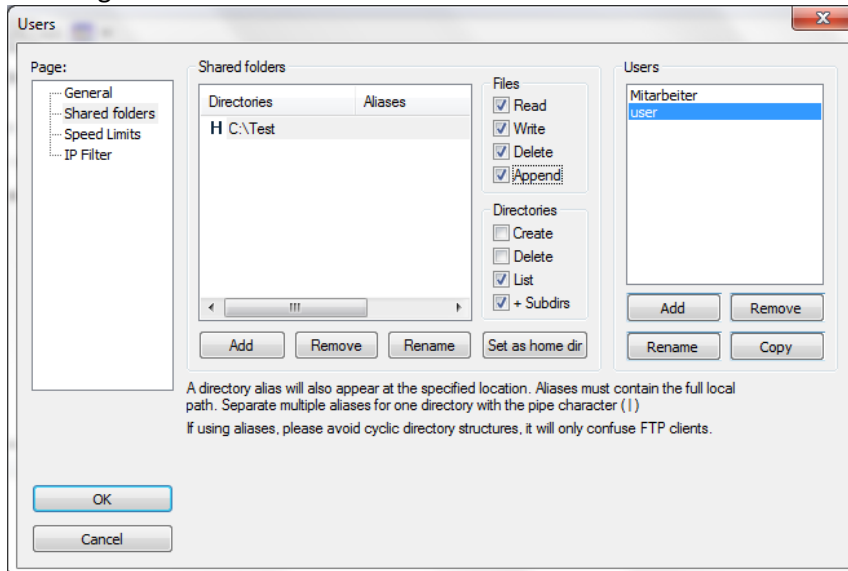 Users
Page:
General
Shared folders
Speed Limits
IP Filter
Shared folders
Directories Aliases
H C:\Test
Files
Read
Write
Delete
Append
Directories
Create
Delete
List
+ Subdirs
Add Remove Rename Set as home dir
Users
Mitarbeiter
user
Add Remove
Rename Copy
A directory alias will also appear at the specified location. Aliases must contain the full local
path. Separate multiple aliases for one directory with the pipe character (|)
If using aliases, please avoid cyclic directory structures, it will only confuse FTP clients.
OK
Cancel